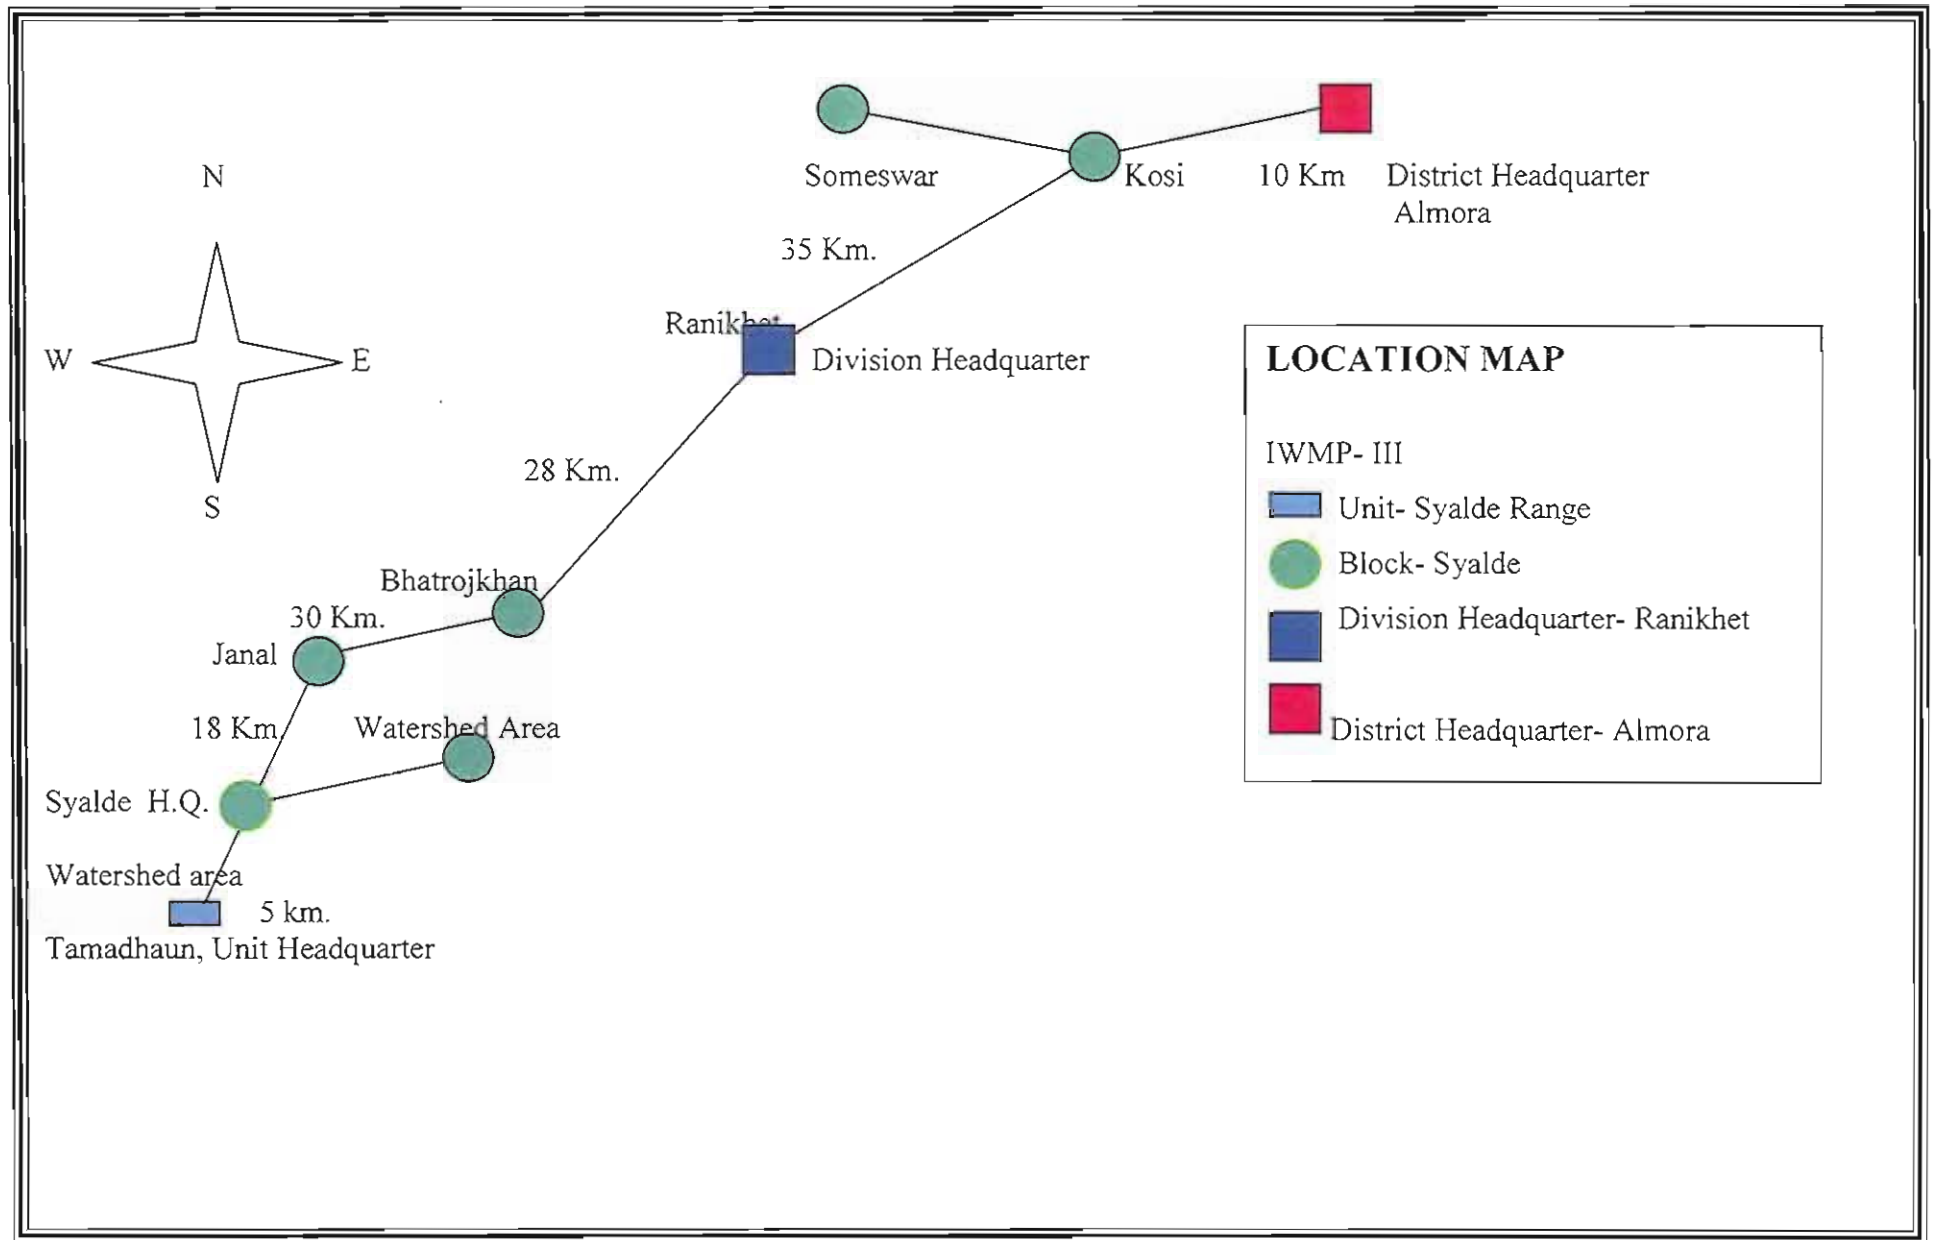 N
W
E
S
Someswar
Kosi
10 Km
District Headquarter
Almora
35 Km.
Ranikhet
Division Headquarter
28 Km.
Bhatrojkhan
30 Km.
Janal
18 Km.
Watershed Area
Syalde H.Q.
Watershed area
5 km.
Tamadhaun, Unit Headquarter
LOCATION MAP
IWMP- III
Unit- Syalde Range
Block- Syalde
Division Headquarter- Ranikhet
District Headquarter- Almora